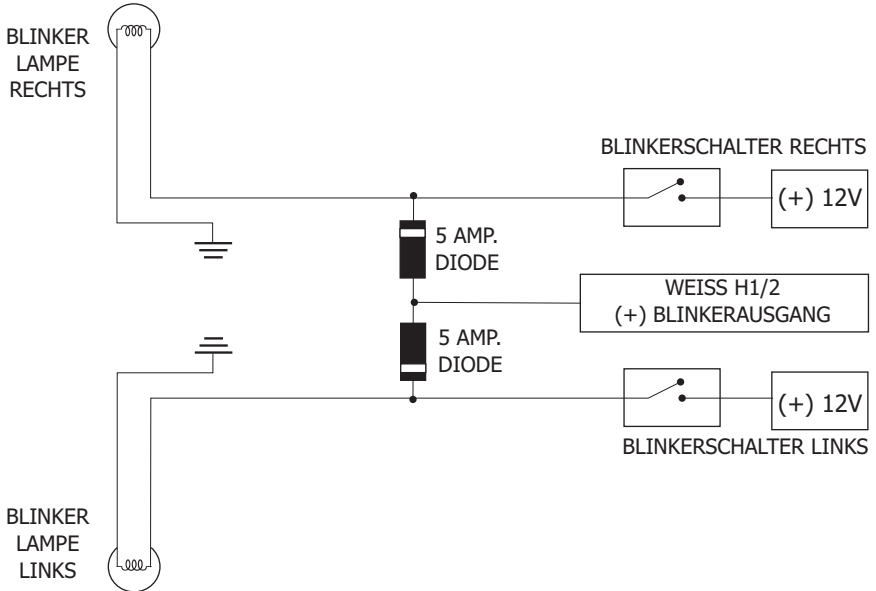 BLINKER
LAMPE
RECHTS
BLINKERSCHALTER RECHTS
(+) 12V
5 AMP.
DIODE
WEISS H1/2
(+) BLINKERAUSGANG
5 AMP.
DIODE
(+) 12V
BLINKERSCHALTER LINKS
BLINKER
LAMPE
LINKS